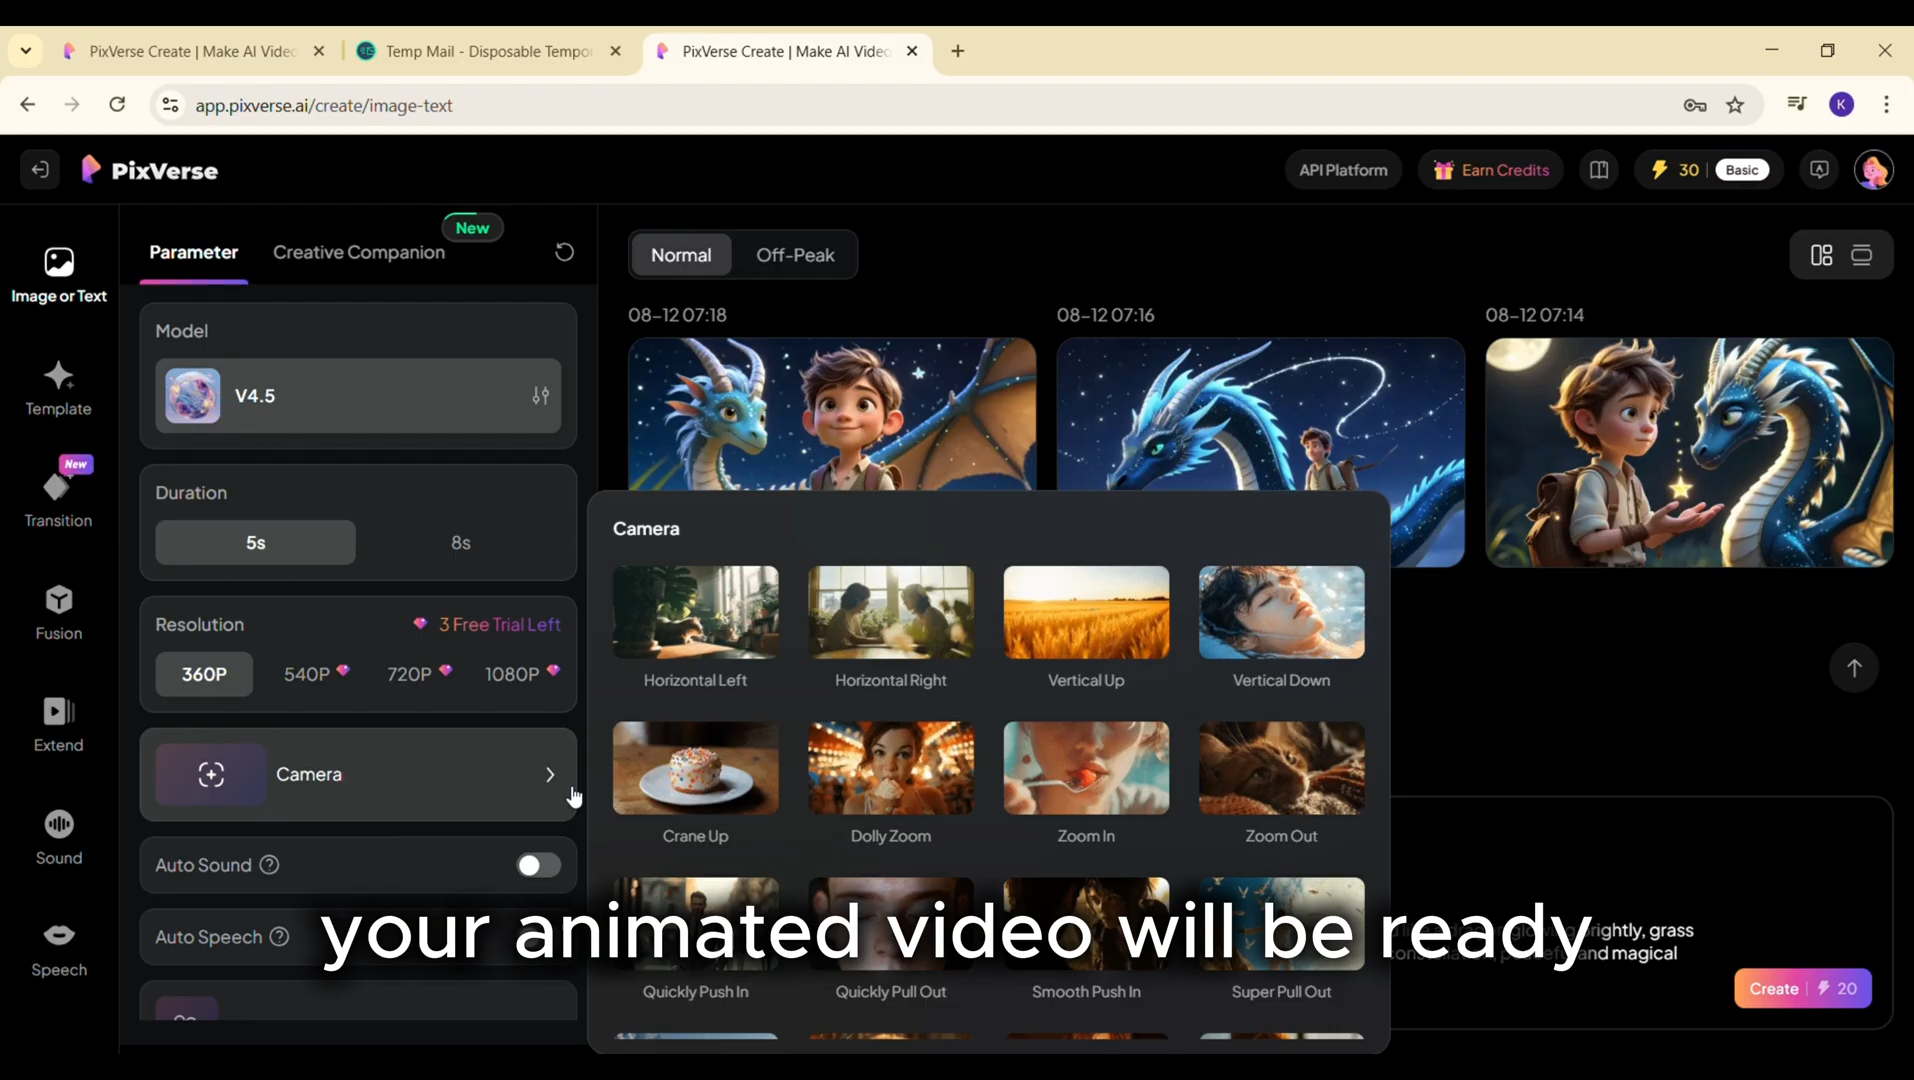 PixVerse Create | Make AI Video
Temp Mail - Disposable Tempor
PixVerse Create | Make AI Video
app.pixverse.ai/create/image-text
K
PixVerse
API Platform
Earn Credits
30
Basic
Image or Text
Template
New
Transition
Fusion
Extend
Sound
Speech
Parameter
Creative Companion
New
Model
V4.5
Duration
5s
8s
Resolution
3 Free Trial Left
360P
540P
720P
1080P
Camera
Auto Sound
Auto Speech
Normal
Off-Peak
08-12 07:18
08-12 07:16
08-12 07:14
Camera
Horizontal Left
Horizontal Right
Vertical Up
Vertical Down
Crane Up
Dolly Zoom
Zoom In
Zoom Out
Quickly Push In
Quickly Pull Out
Smooth Push In
Super Pull Out
your animated video will be ready
brightly, grass
and magical
Create
20